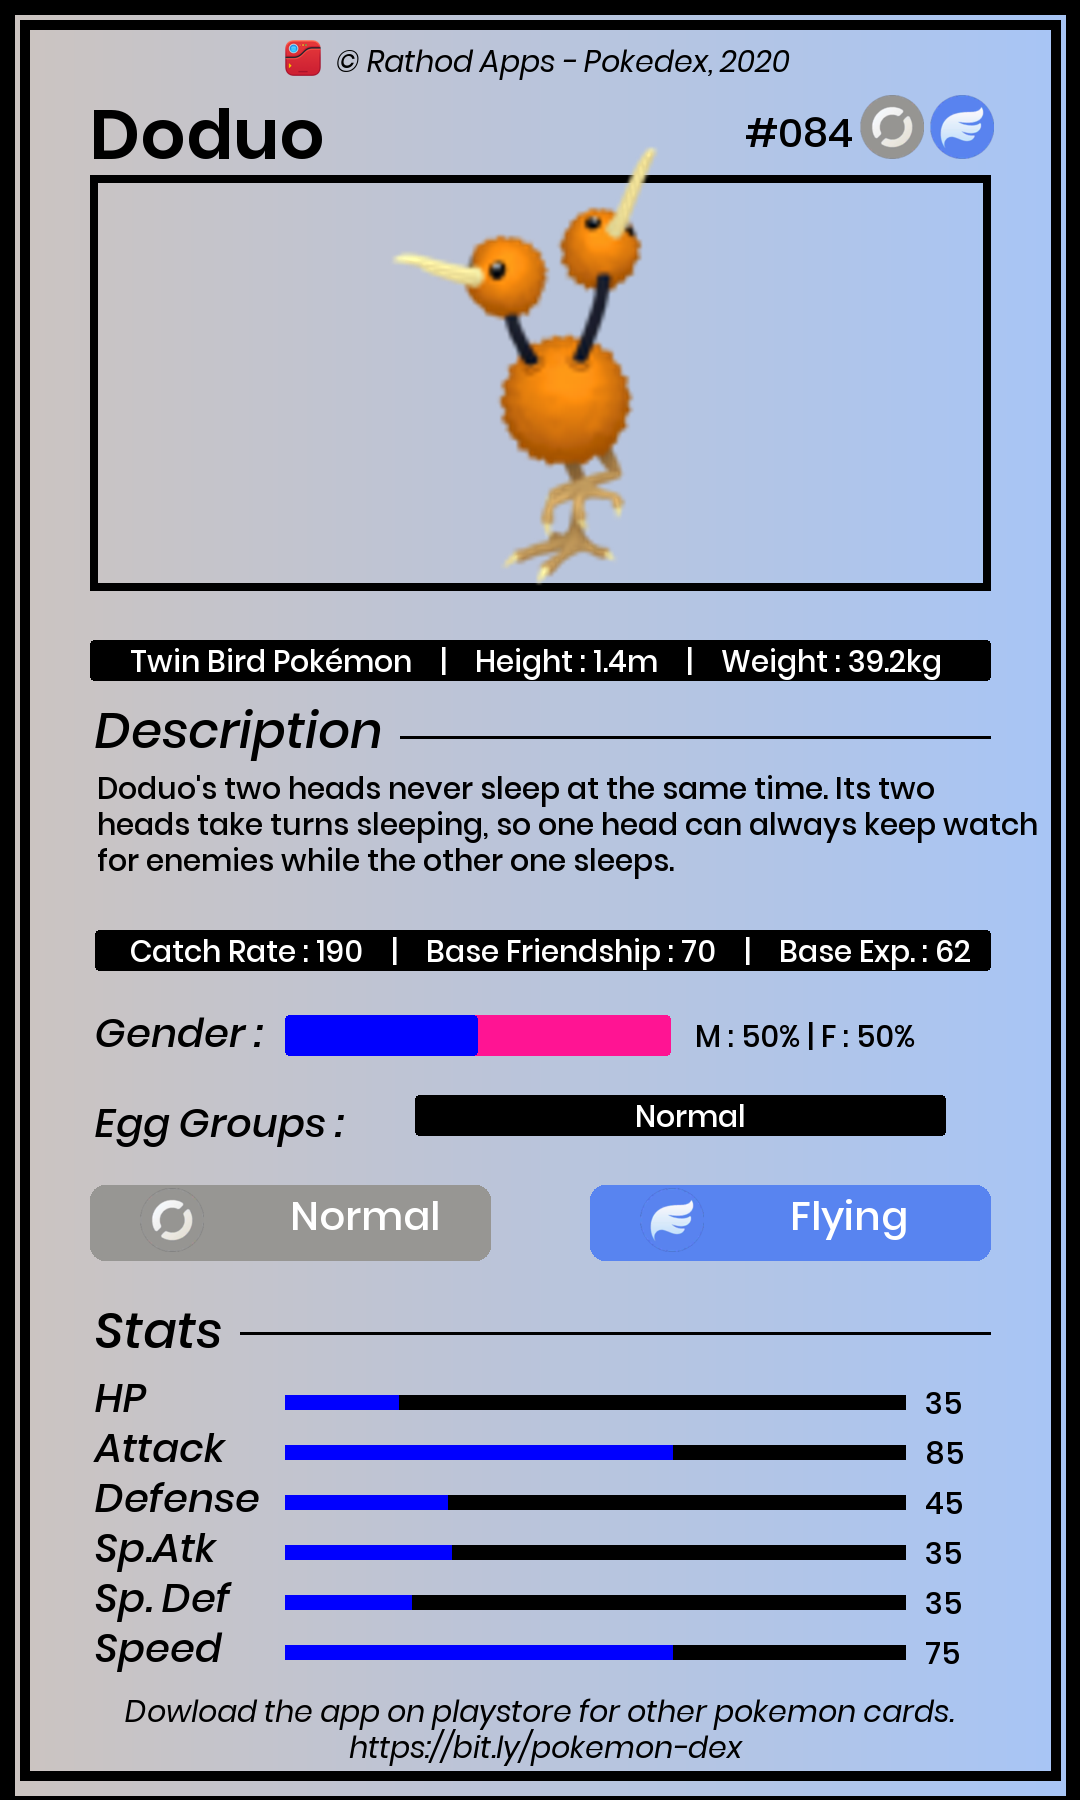 © Rathod Apps - Pokedex, 2020
Doduo #084
Twin Bird Pokémon | Height : 1.4m | Weight : 39.2kg
Description
Doduo's two heads never sleep at the same time. Its two
heads take turns sleeping, so one head can always keep watch
for enemies while the other one sleeps.
Catch Rate : 190 | Base Friendship : 70 | Base Exp. : 62
Gender : M : 50% | F : 50%
Egg Groups : Normal
Normal Flying
Stats
HP 35
Attack 85
Defense 45
Sp.Atk 35
Sp. Def 35
Speed 75
Dowload the app on playstore for other pokemon cards.
https://bit.ly/pokemon-dex